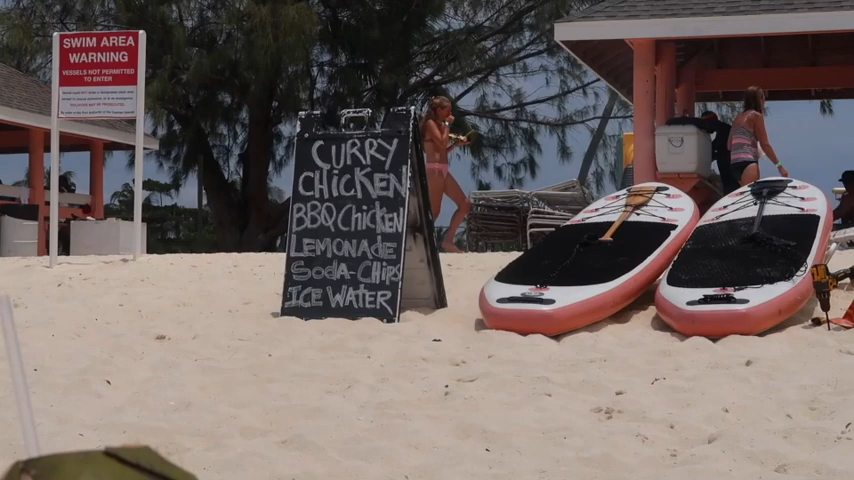 SWIM AREA
WARNING
VESSELS NOT PERMITTED
TO ENTER
CURRY
CHICKEN
BBQ CHICKEN
LEMONADE
SODA-CHIPS
ICE WATER